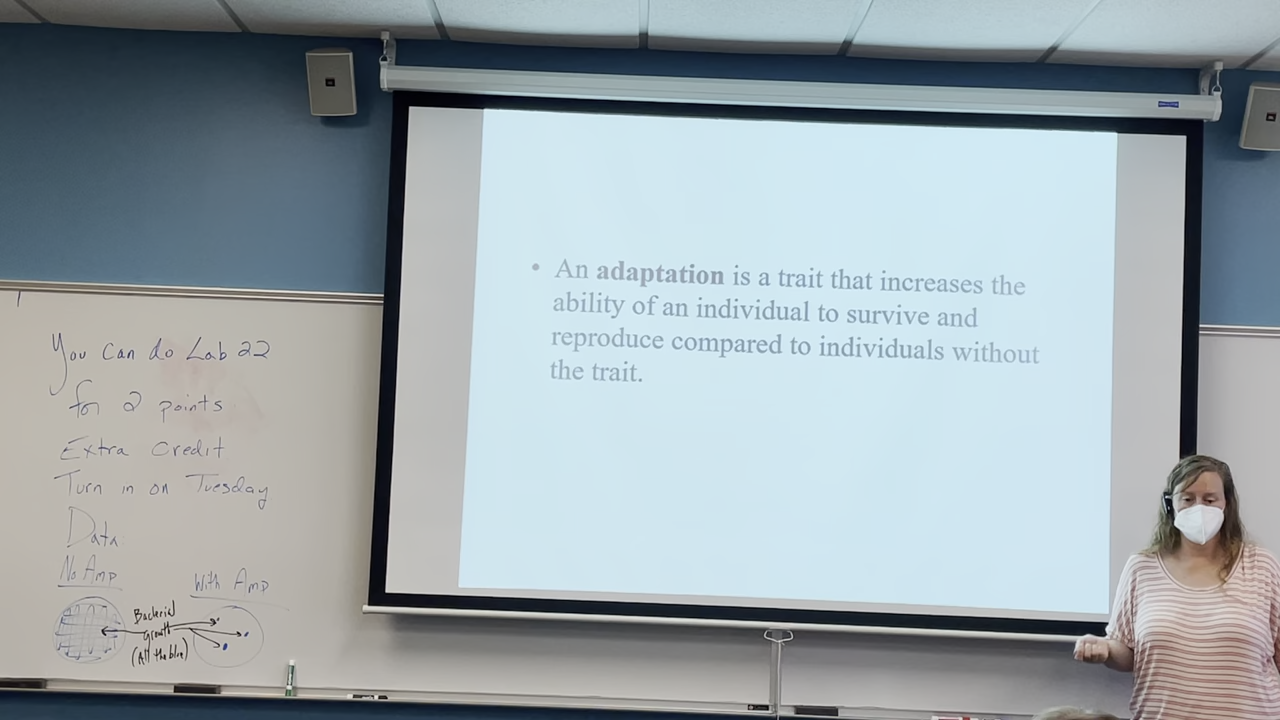 You can do Lab 22
for 2 points
Extra Credit
Turn in on Tuesday
Data
No Amp
With Amp
Bacterial
Growth
(All the blue)
• An adaptation is a trait that increases the
ability of an individual to survive and
reproduce compared to individuals without
the trait.